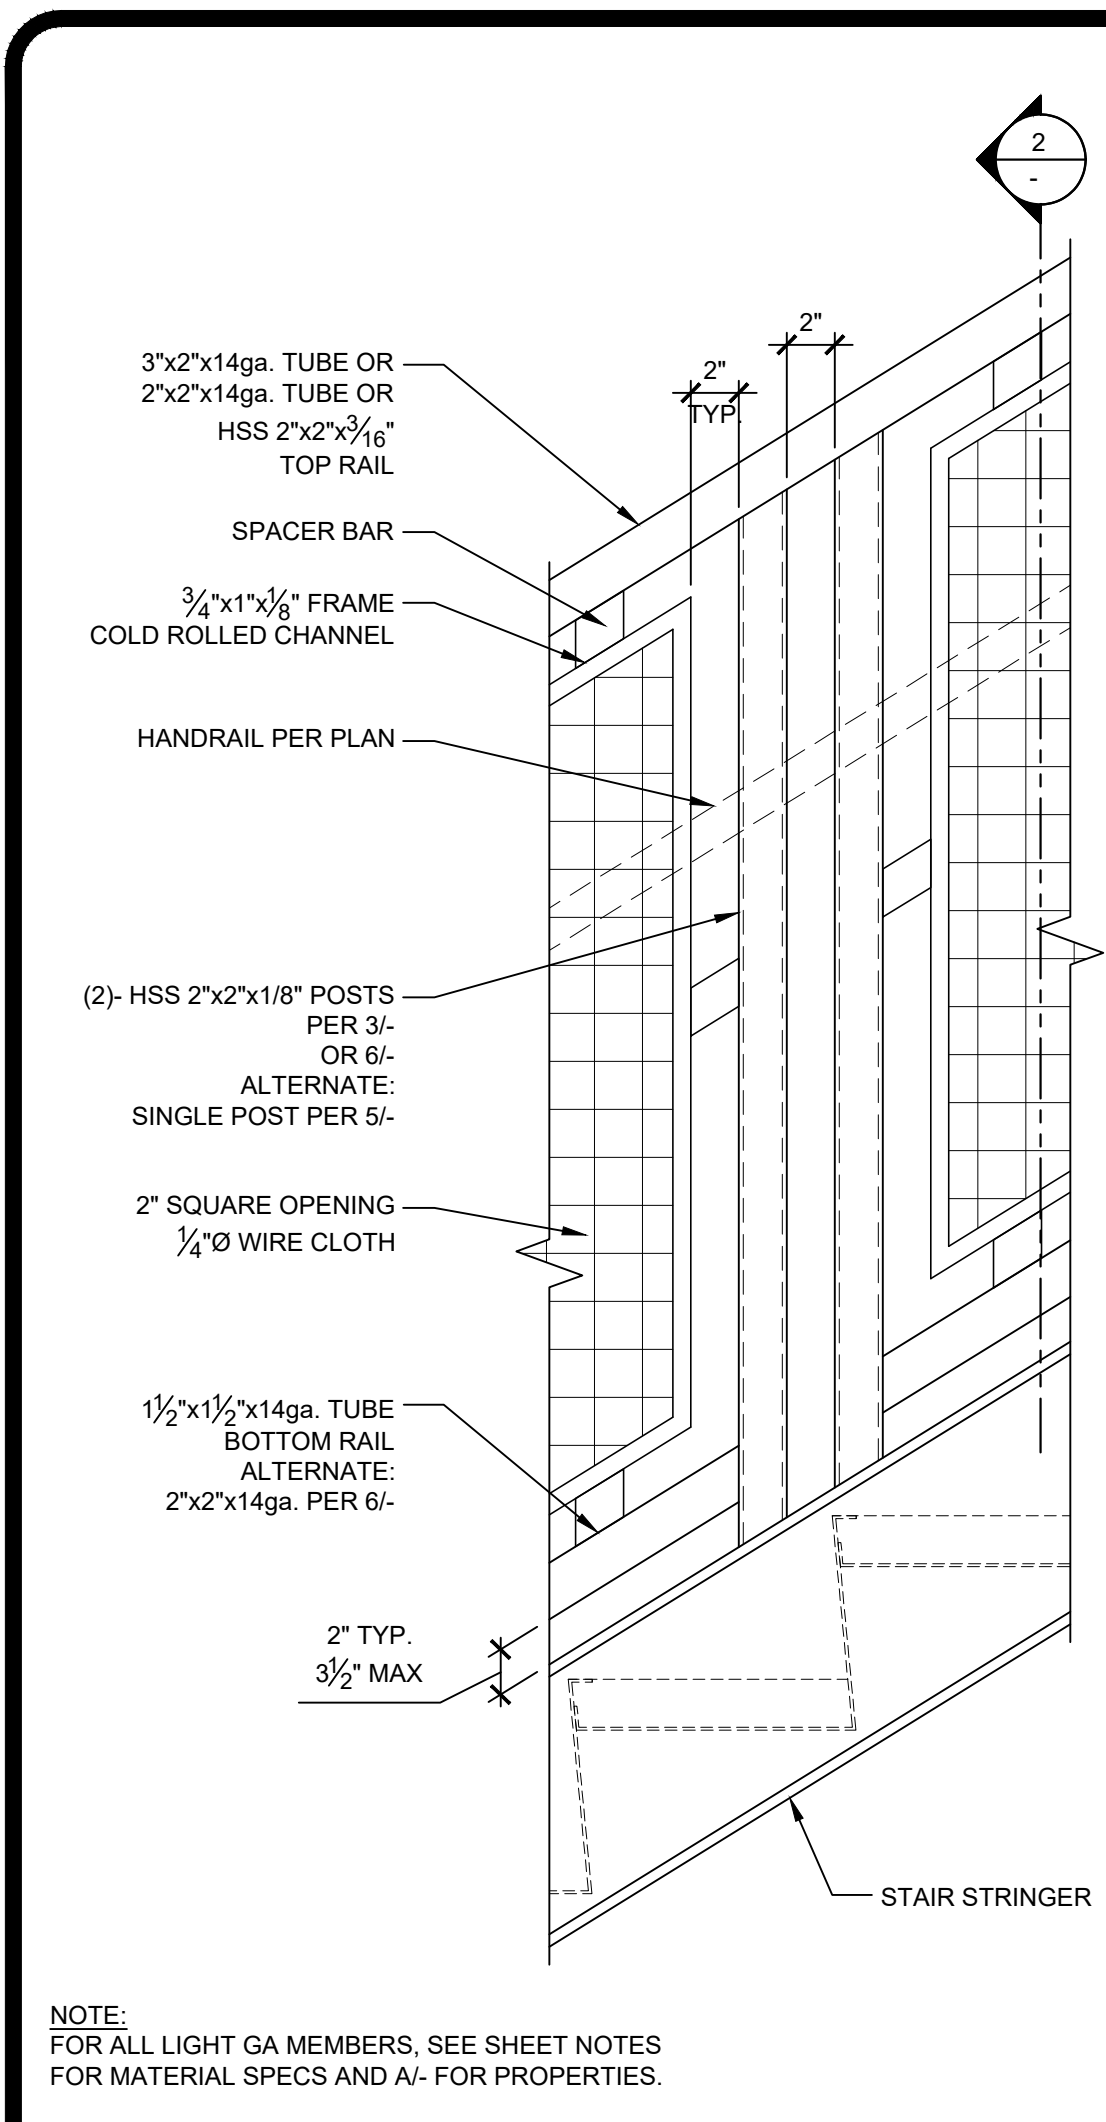 2
-
2"
2"
TYP.
3"x2"x14ga. TUBE OR
2"x2"x14ga. TUBE OR
HSS 2"x2"x3/16"
TOP RAIL
SPACER BAR
3/4"x1"x1/8" FRAME
COLD ROLLED CHANNEL
HANDRAIL PER PLAN
(2)- HSS 2"x2"x1/8" POSTS
PER 3/-
OR 6/-
ALTERNATE:
SINGLE POST PER 5/-
2" SQUARE OPENING
1/4"Ø WIRE CLOTH
1 1/2"x1 1/2"x14ga. TUBE
BOTTOM RAIL
ALTERNATE:
2"x2"x14ga. PER 6/-
2" TYP.
3 1/2" MAX
STAIR STRINGER
NOTE:
FOR ALL LIGHT GA MEMBERS, SEE SHEET NOTES
FOR MATERIAL SPECS AND A/- FOR PROPERTIES.